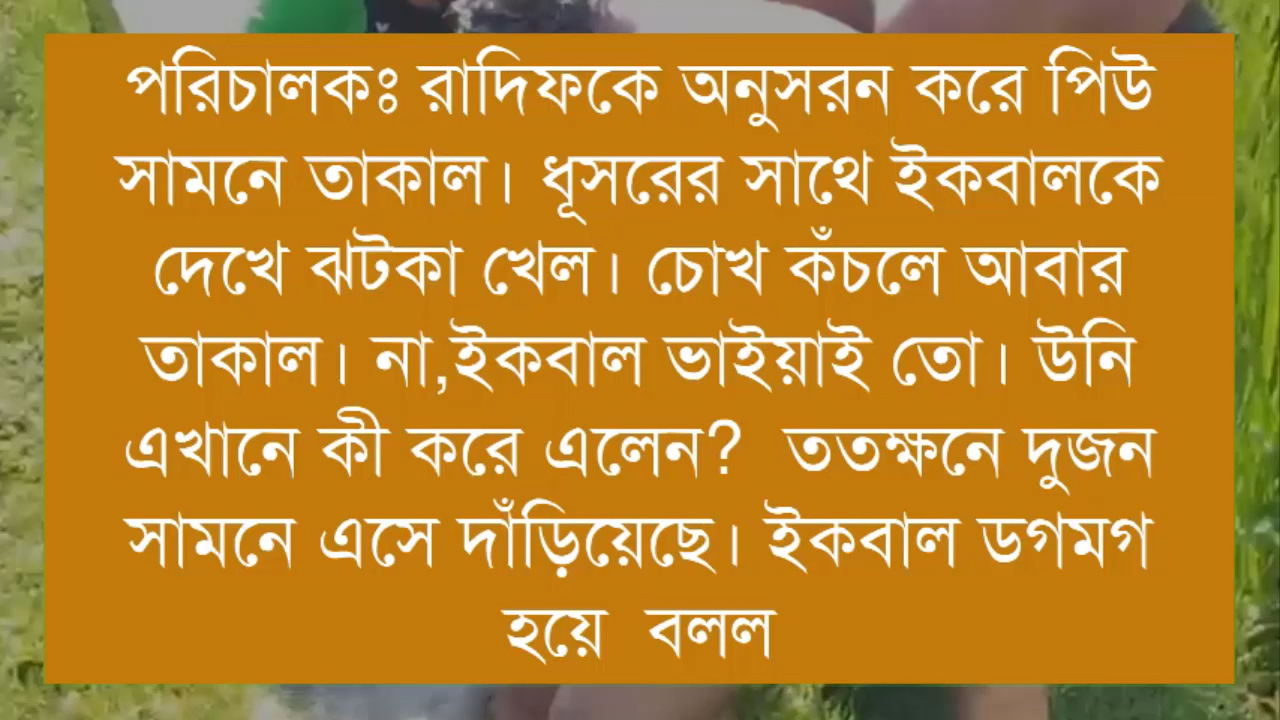 পরিচালকঃ রাদিফকে অনুসরন করে পিউ
সামনে তাকাল। ধূসরের সাথে ইকবালকে
দেখে ঝটকা খেল। চোখ কঁচলে আবার
তাকাল। না,ইকবাল ভাইয়াই তো। উনি
এখানে কী করে এলেন?  ততক্ষনে দুজন
সামনে এসে দাঁড়িয়েছে। ইকবাল ডগমগ
হয়ে  বলল